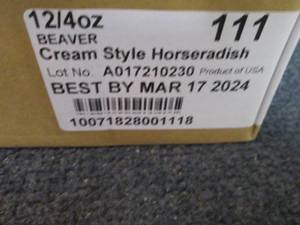 12/4oz 111
BEAVER
Cream Style Horseradish
Lot No. A017210230 Product of USA
BEST BY MAR 17 2024
10071828001118